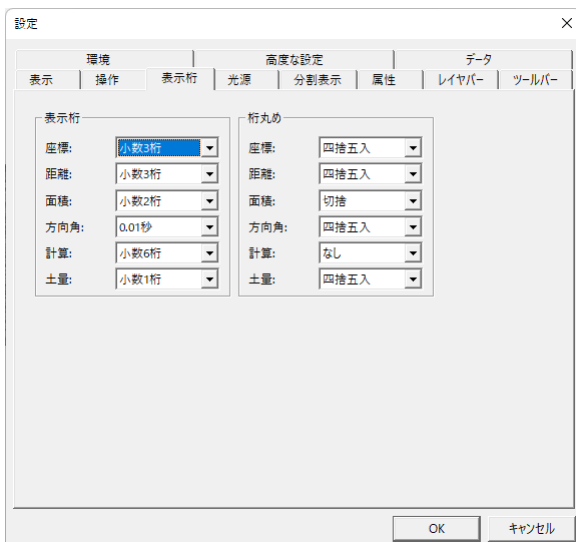 設定
環境 高度な設定 データ
表示 操作 表示桁 光源 分割表示 属性 レイヤバー ツールバー
表示桁
座標: 小数3桁
距離: 小数3桁
面積: 小数2桁
方向角: 0.01秒
計算: 小数6桁
土量: 小数1桁
桁丸め
座標: 四捨五入
距離: 四捨五入
面積: 切捨
方向角: 四捨五入
計算: なし
土量: 四捨五入
OK キャンセル